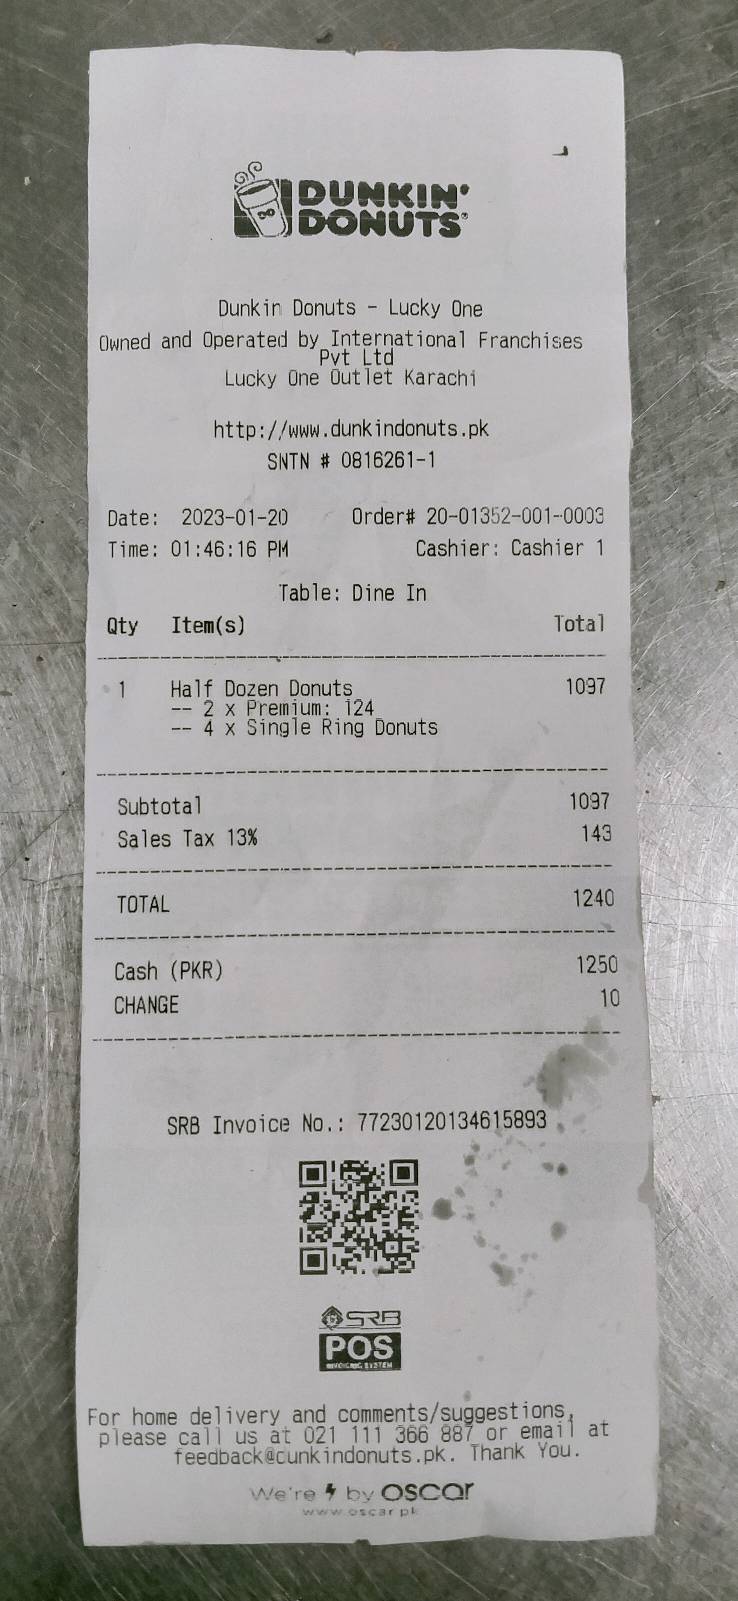 DUNKIN'
DONUTS®
Dunkin Donuts - Lucky One
Owned and Operated by International Franchises
Pvt Ltd
Lucky One Outlet Karachi
http://www.dunkindonuts.pk
SNTN # 0816261-1
Date: 2023-01-20 Order# 20-01352-001-0003
Time: 01:46:16 PM Cashier: Cashier 1
Table: Dine In
Qty Item(s) Total
1 Half Dozen Donuts 1097
-- 2 x Premium: 124
-- 4 x Single Ring Donuts
Subtotal 1097
Sales Tax 13% 143
TOTAL 1240
Cash (PKR) 1250
CHANGE 10
SRB Invoice No.: 77230120134615893
SRB
POS
INVOICING SYSTEM
For home delivery and comments/suggestions,
please call us at 021 111 366 887 or email at
feedback@dunkindonuts.pk. Thank You.
We're by OSCAR
www.oscar.pk